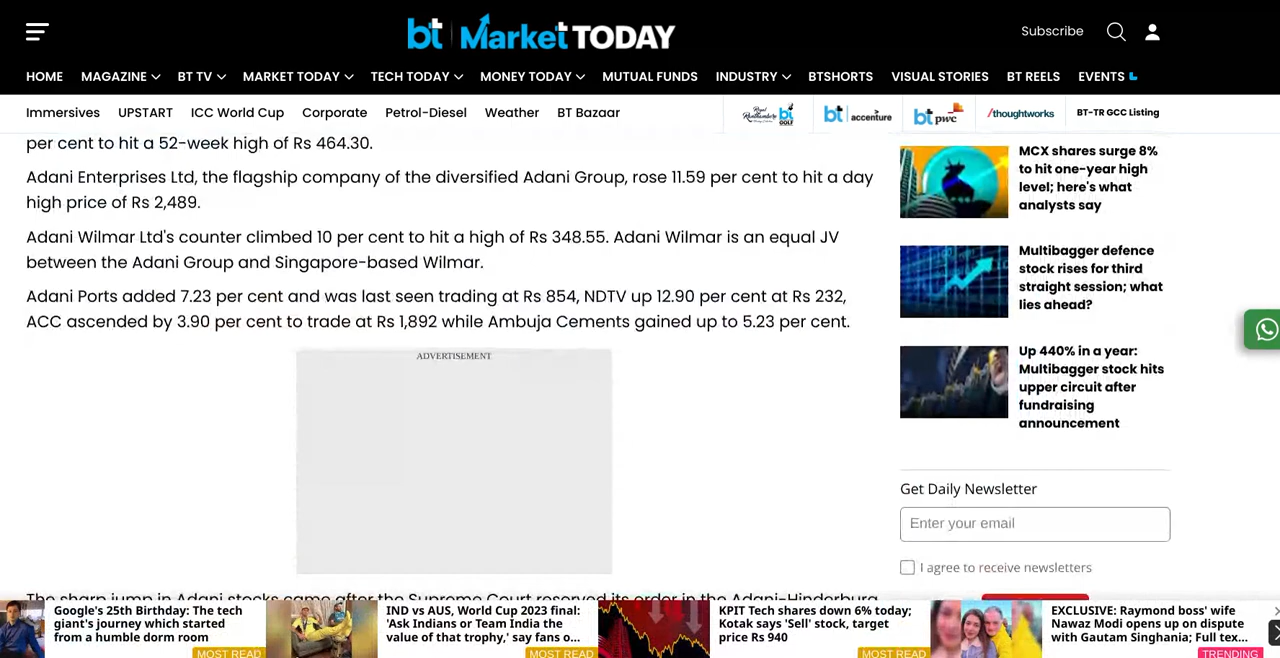 bt Market TODAY
Subscribe
HOME MAGAZINE BT TV MARKET TODAY TECH TODAY MONEY TODAY MUTUAL FUNDS INDUSTRY BTSHORTS VISUAL STORIES BT REELS EVENTS
Immersives UPSTART ICC World Cup Corporate Petrol-Diesel Weather BT Bazaar
bt GOLF bt accenture bt pwc /thoughtworks BT-TR GCC Listing
per cent to hit a 52-week high of Rs 464.30.
Adani Enterprises Ltd, the flagship company of the diversified Adani Group, rose 11.59 per cent to hit a day
high price of Rs 2,489.
Adani Wilmar Ltd's counter climbed 10 per cent to hit a high of Rs 348.55. Adani Wilmar is an equal JV
between the Adani Group and Singapore-based Wilmar.
Adani Ports added 7.23 per cent and was last seen trading at Rs 854, NDTV up 12.90 per cent at Rs 232,
ACC ascended by 3.90 per cent to trade at Rs 1,892 while Ambuja Cements gained up to 5.23 per cent.
ADVERTISEMENT
The sharp jump in Adani stocks came after the Supreme Court reserved its order in the Adani-Hinderburg
MCX shares surge 8%
to hit one-year high
level; here's what
analysts say
Multibagger defence
stock rises for third
straight session; what
lies ahead?
Up 440% in a year:
Multibagger stock hits
upper circuit after
fundraising
announcement
Get Daily Newsletter
Enter your email
I agree to receive newsletters
Google's 25th Birthday: The tech
giant's journey which started
from a humble dorm room
MOST READ
IND vs AUS, World Cup 2023 final:
'Ask Indians or Team India the
value of that trophy,' say fans o...
MOST READ
KPIT Tech shares down 6% today;
Kotak says 'Sell' stock, target
price Rs 940
MOST READ
EXCLUSIVE: Raymond boss' wife
Nawaz Modi opens up on dispute
with Gautam Singhania; Full tex...
TRENDING